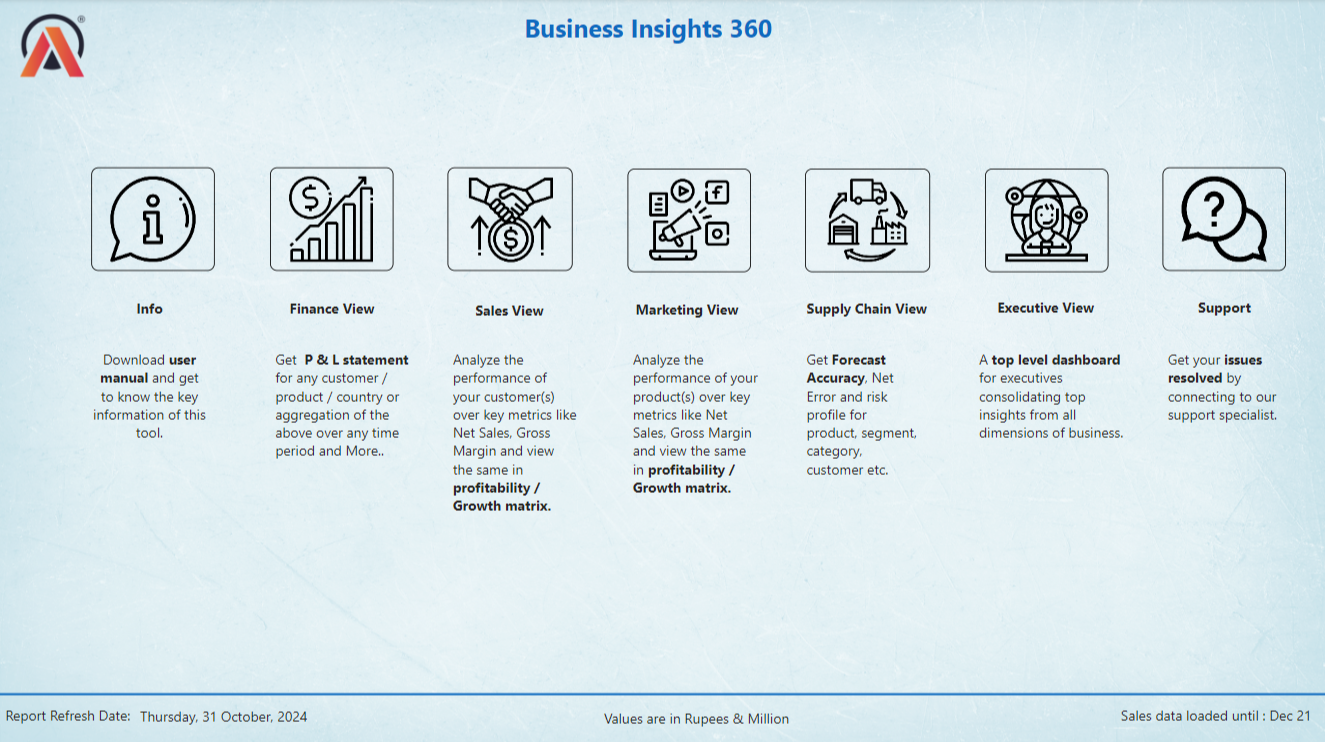 ®
Business Insights 360
Info
Download user
manual and get
to know the key
information of this
tool.
Finance View
Get P & L statement
for any customer /
product / country or
aggregation of the
above over any time
period and More..
Sales View
Analyze the
performance of
your customer(s)
over key metrics like
Net Sales, Gross
Margin and view
the same in
profitability /
Growth matrix.
Marketing View
Analyze the
performance of your
product(s) over key
metrics like Net
Sales, Gross Margin
and view the same
in profitability /
Growth matrix.
Supply Chain View
Get Forecast
Accuracy, Net
Error and risk
profile for
product, segment,
category,
customer etc.
Executive View
A top level dashboard
for executives
consolidating top
insights from all
dimensions of business.
Support
Get your issues
resolved by
connecting to our
support specialist.
Report Refresh Date: Thursday, 31 October, 2024
Values are in Rupees & Million
Sales data loaded until : Dec 21